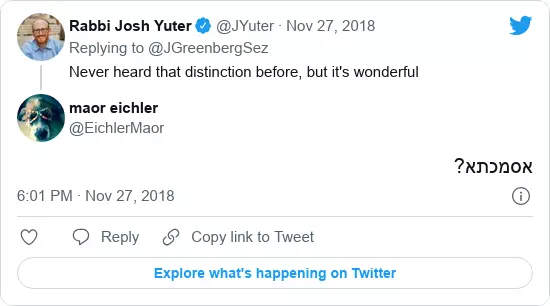 Rabbi Josh Yuter @JYuter · Nov 27, 2018
Replying to @JGreenbergSez
Never heard that distinction before, but it's wonderful
maor eichler
@EichlerMaor
אסמכתא?
6:01 PM · Nov 27, 2018
Reply Copy link to Tweet
Explore what's happening on Twitter